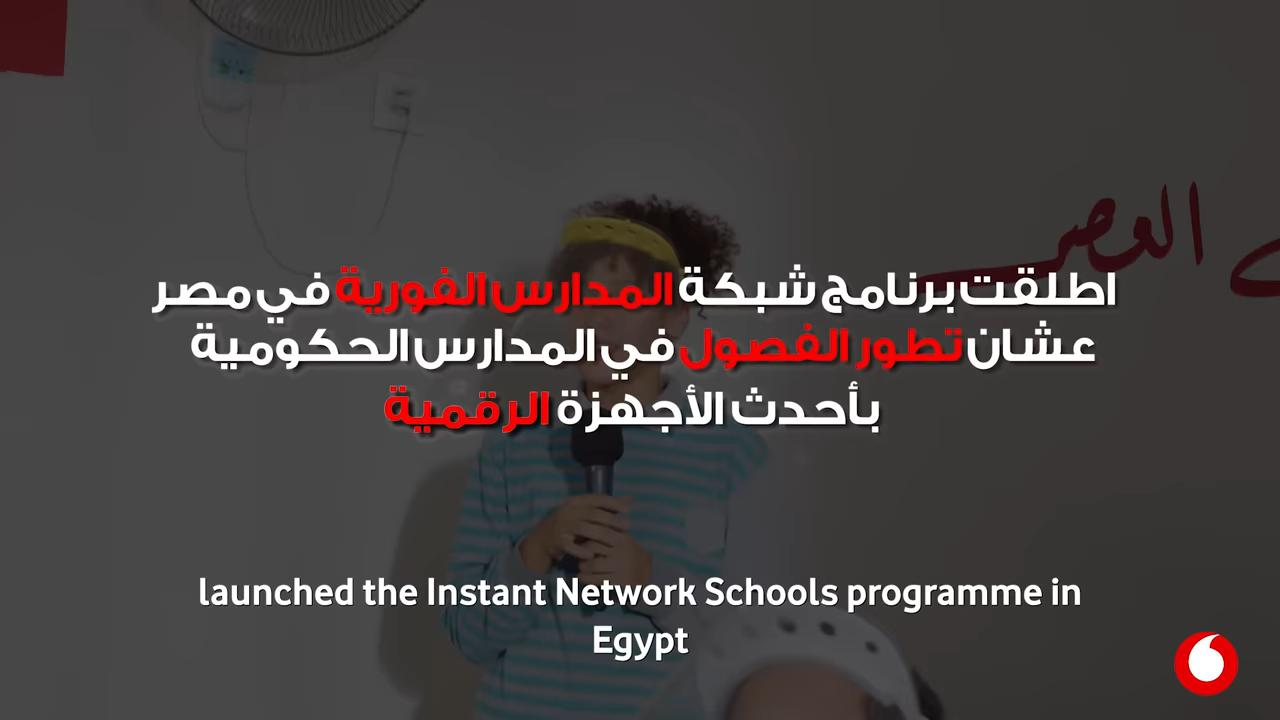 العصر
اطلقت برنامج شبكة المدارس الفورية في مصر
عشان تطور الفصول في المدارس الحكومية
بأحدث الأجهزة الرقمية
launched the Instant Network Schools programme in
Egypt